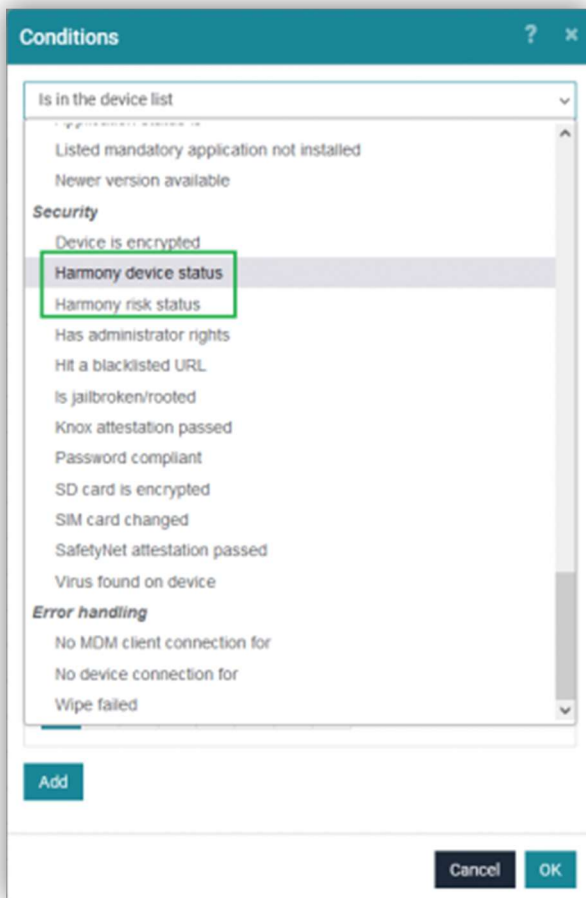 Conditions ? ×
Is in the device list
Listed mandatory application not installed
Newer version available
Security
Device is encrypted
Harmony device status
Harmony risk status
Has administrator rights
Hit a blacklisted URL
Is jailbroken/rooted
Knox attestation passed
Password compliant
SD card is encrypted
SIM card changed
SafetyNet attestation passed
Virus found on device
Error handling
No MDM client connection for
No device connection for
Wipe failed
Add
Cancel OK